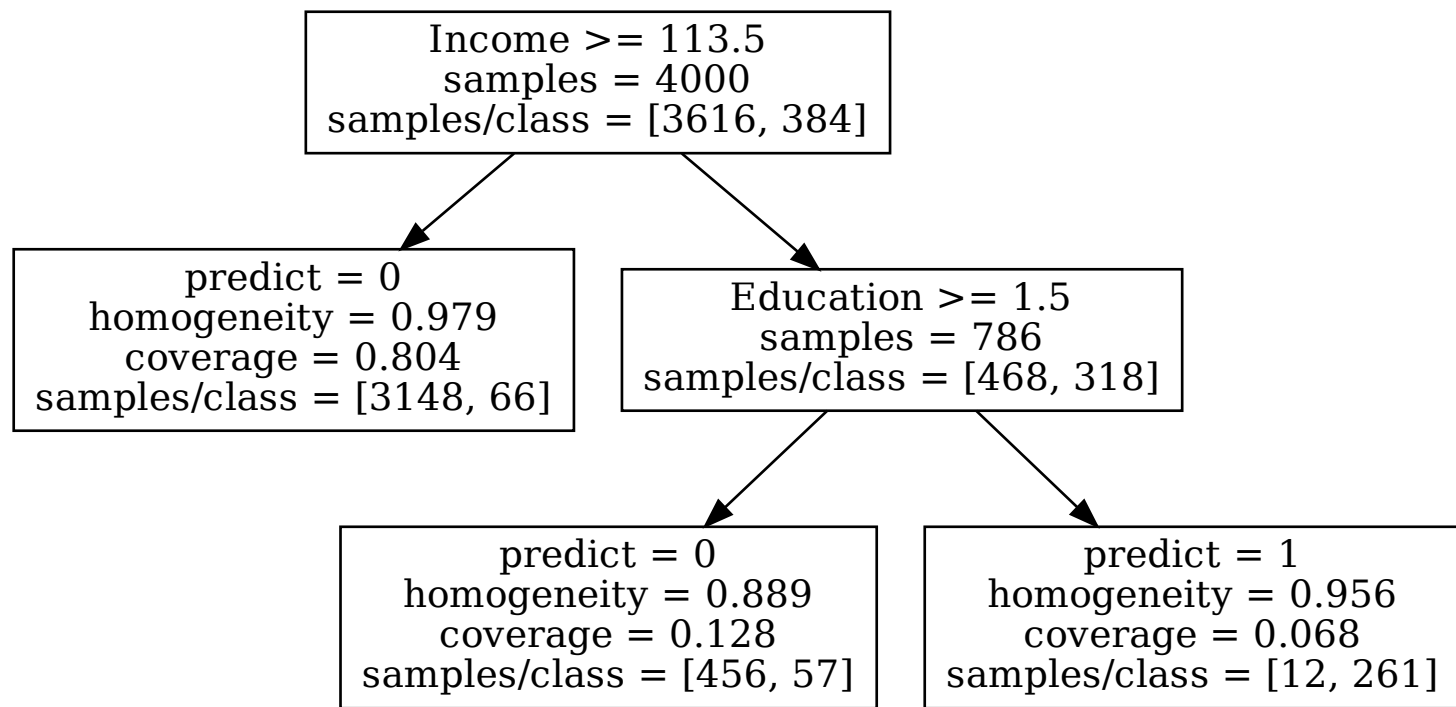 Income >= 113.5
samples = 4000
samples/class = [3616, 384]
predict = 0
homogeneity = 0.979
coverage = 0.804
samples/class = [3148, 66]
Education >= 1.5
samples = 786
samples/class = [468, 318]
predict = 0
homogeneity = 0.889
coverage = 0.128
samples/class = [456, 57]
predict = 1
homogeneity = 0.956
coverage = 0.068
samples/class = [12, 261]